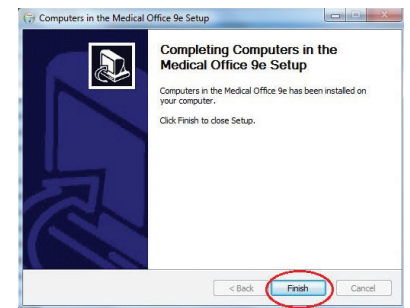 Computers in the Medical Office 9e Setup
Completing Computers in the
Medical Office 9e Setup
Computers in the Medical Office 9e has been installed on
your computer.
Click Finish to close Setup.
< Back
Finish
Cancel